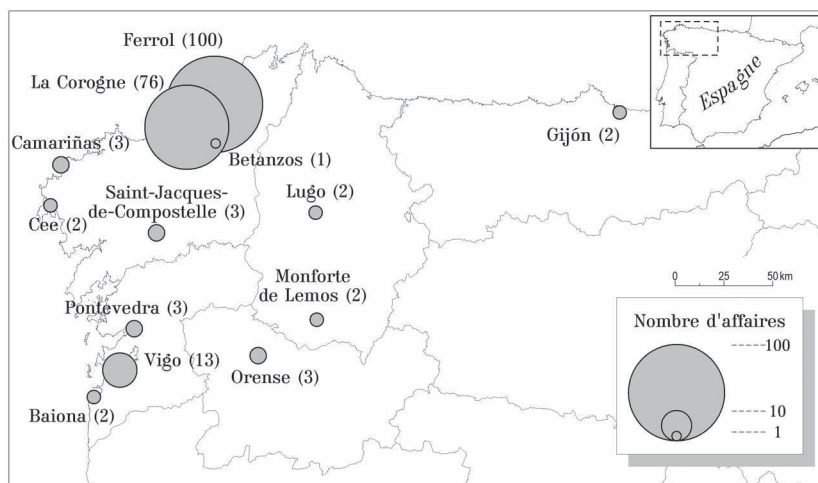 Ferrol (100)
La Corogne (76)
Espagne
Gijón (2)
Camariñas (3)
Betanzos (1)
Saint-Jacques-
de-Compostelle (3)
Lugo (2)
Cee (2)
Monforte
de Lemos (2)
0 25 50 km
Pontevedra (3)
Vigo (13)
Orense (3)
Baiona (2)
Nombre d'affaires
100
10
1